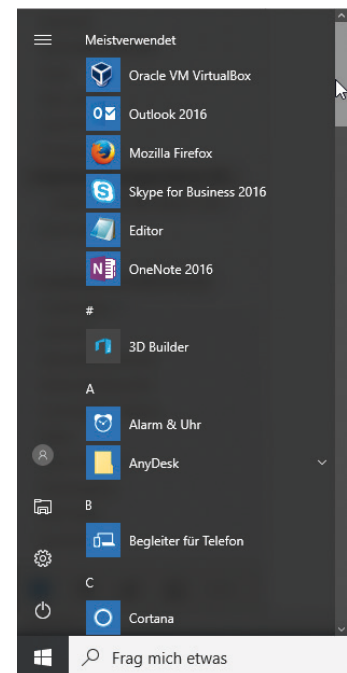 Meistverwendet
Oracle VM VirtualBox
Outlook 2016
Mozilla Firefox
Skype for Business 2016
Editor
OneNote 2016
#
3D Builder
A
Alarm & Uhr
AnyDesk
B
Begleiter für Telefon
C
Cortana
Frag mich etwas